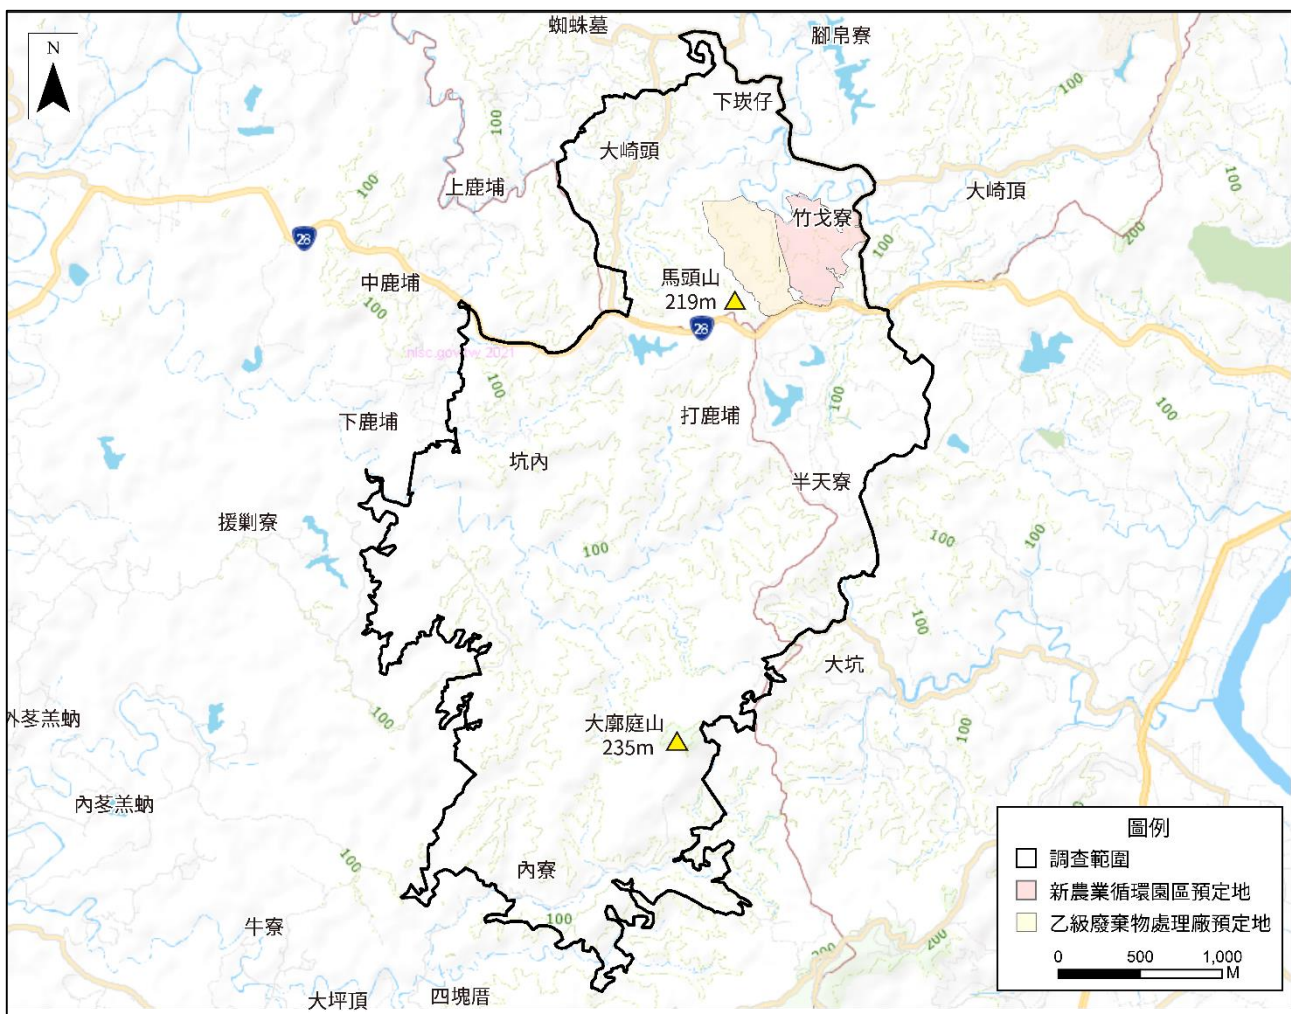 蜘蛛墓
腳帛寮
N
下崁仔
100
100
大崎頭
上鹿埔
100
大崎頂
100
竹戈寮
200
28
100
中鹿埔
馬頭山
219m
100
28
nlsc.gov.tw 2021
100
100
100
下鹿埔
打鹿埔
坑內
半天寮
援剿寮
100
100
100
100
大坑
外茎羔蚋
100
大廓庭山
235m
100
內茎羔蚋
100
圖例
調查範圍
內寮
新農業循環園區預定地
100
牛寮
乙級廢棄物處理廠預定地
200
200
0 500 1,000
M
大坪頂
四塊厝